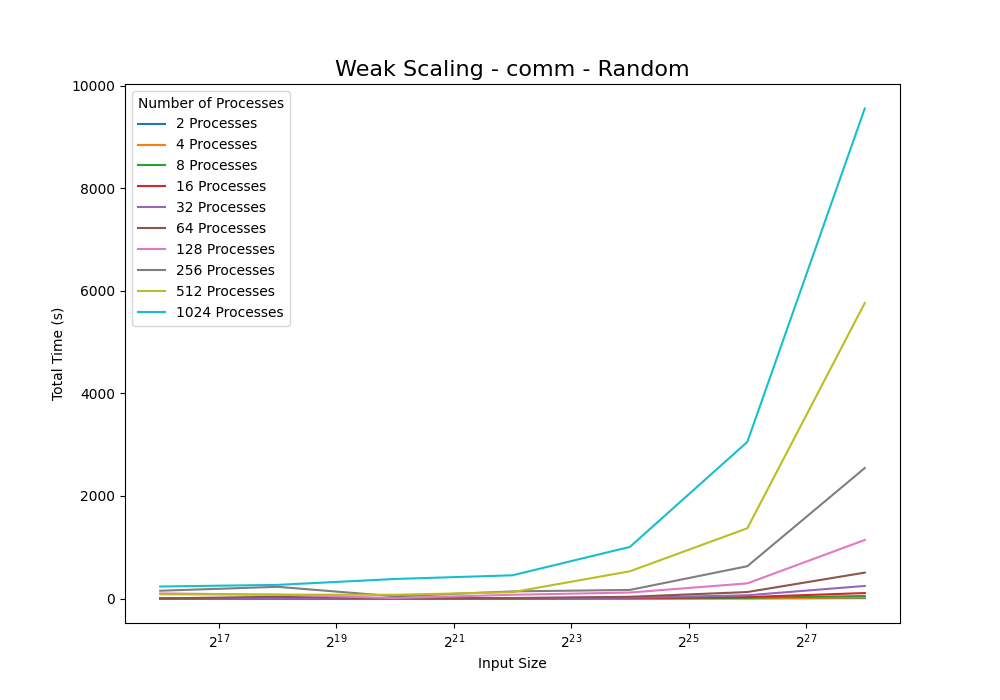 Weak Scaling - comm - Random
10000
8000
6000
4000
2000
0
Total Time (s)
Number of Processes
2 Processes
4 Processes
8 Processes
16 Processes
32 Processes
64 Processes
128 Processes
256 Processes
512 Processes
1024 Processes
2^17 2^19 2^21 2^23 2^25 2^27
Input Size